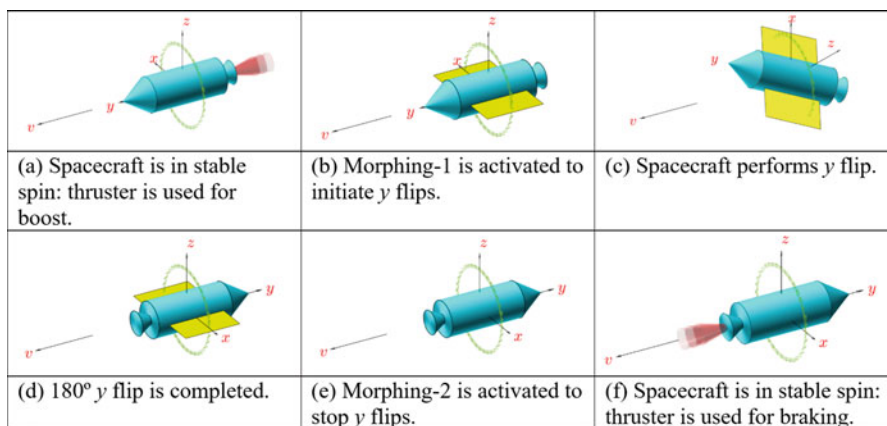 z
x
y
v
z
x
y
v
x
z
y
v
(a) Spacecraft is in stable
spin: thruster is used for
boost.
(b) Morphing-1 is activated to
initiate y flips.
(c) Spacecraft performs y flip.
z
y
x
v
z
y
x
v
z
y
x
v
(d) 180º y flip is completed.
(e) Morphing-2 is activated to
stop y flips.
(f) Spacecraft is in stable spin:
thruster is used for braking.